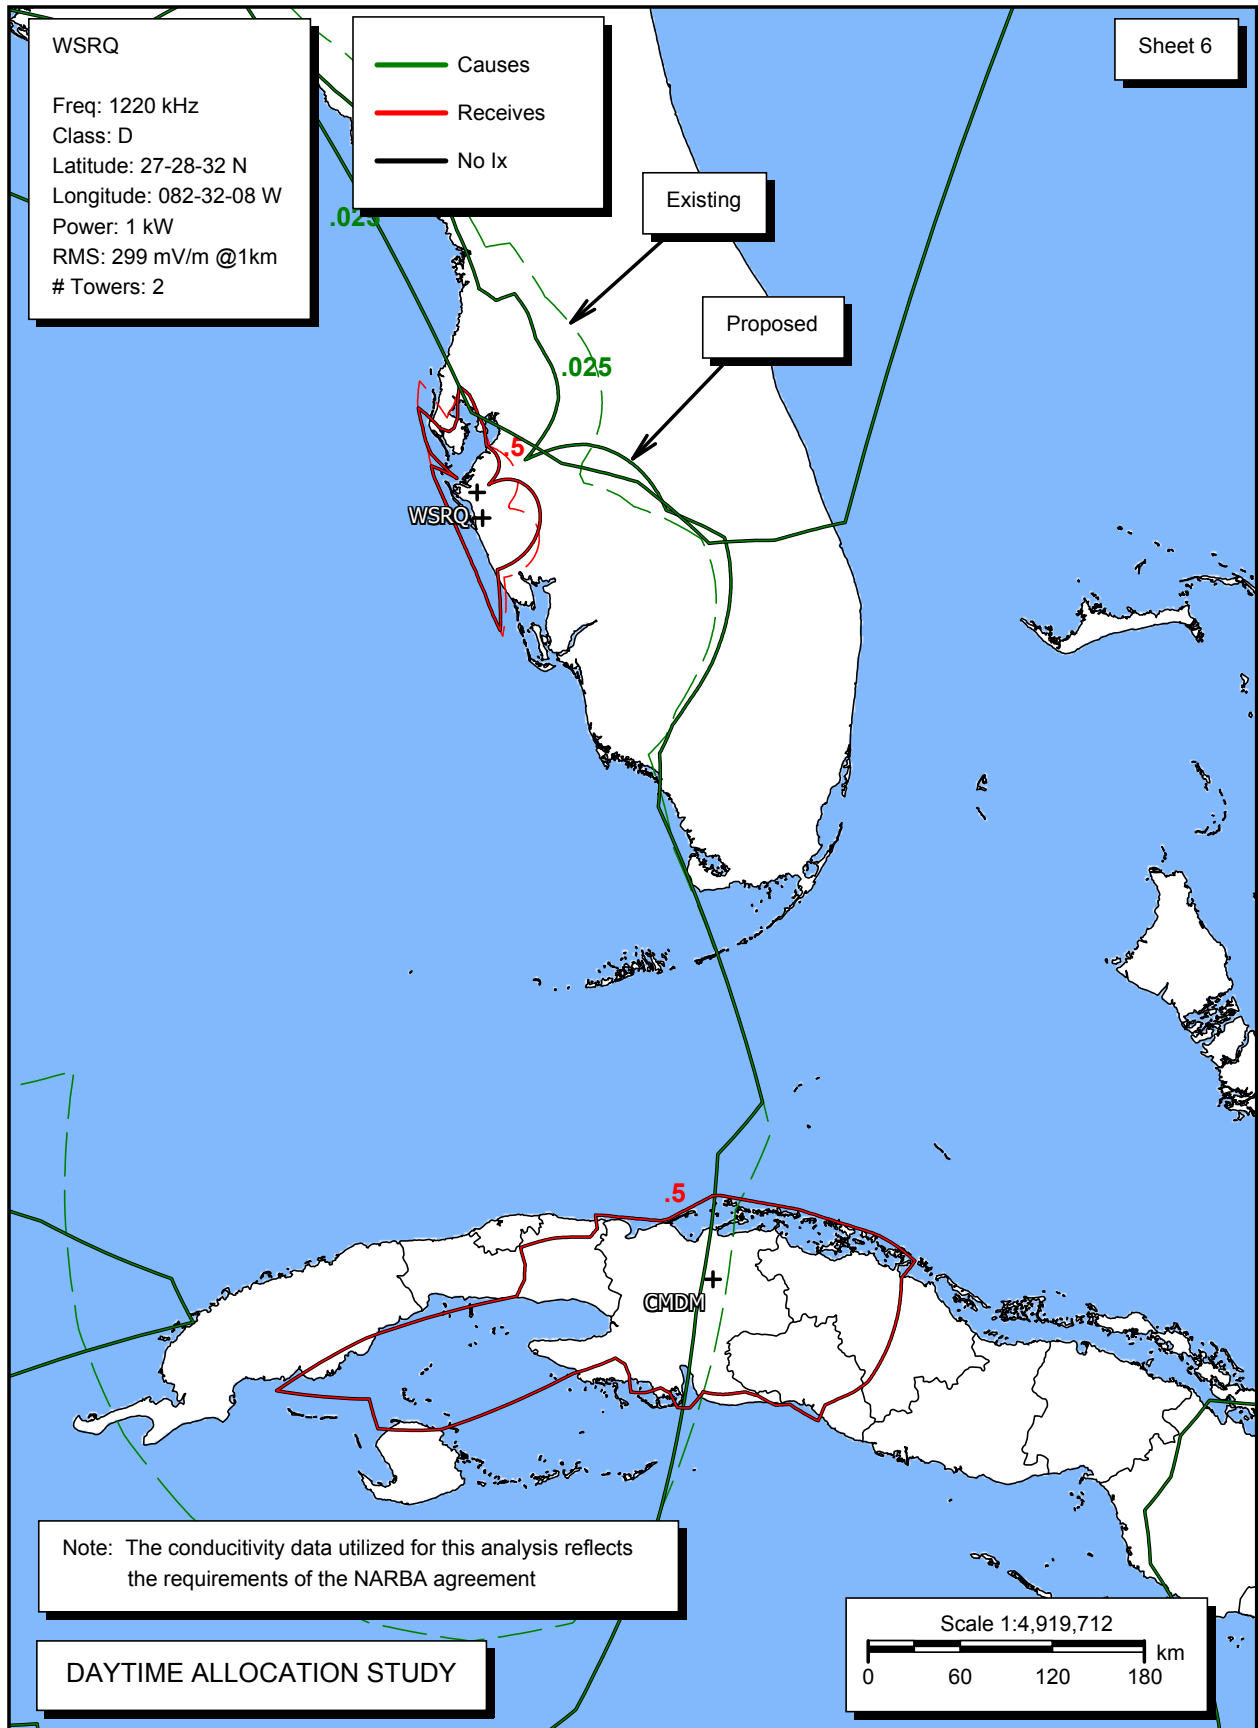 WSRQ
Freq: 1220 kHz
Class: D
Latitude: 27-28-32 N
Longitude: 082-32-08 W
Power: 1 kW
RMS: 299 mV/m @1km
# Towers: 2
Causes
Receives
No Ix
Sheet 6
Existing
Proposed
.025
.025
.5
WSRQ
.5
CMDM
Note: The conducitivity data utilized for this analysis reflects
the requirements of the NARBA agreement
DAYTIME ALLOCATION STUDY
Scale 1:4,919,712
km
0 60 120 180